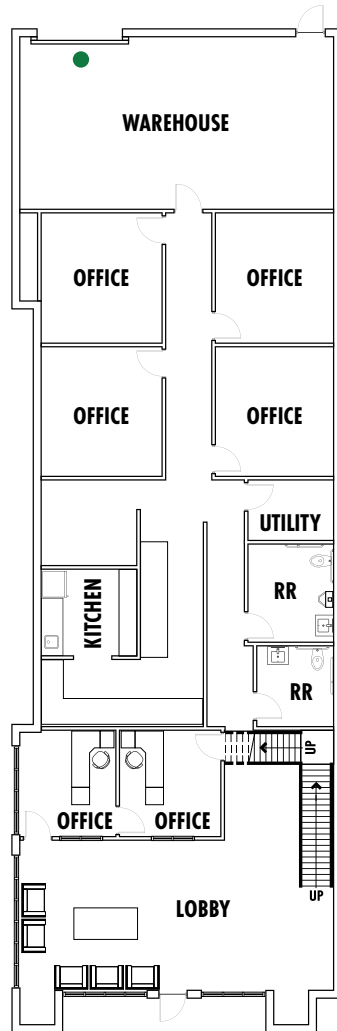 WAREHOUSE
OFFICE
OFFICE
OFFICE
OFFICE
UTILITY
KITCHEN
RR
RR
UP
OFFICE
OFFICE
UP
LOBBY